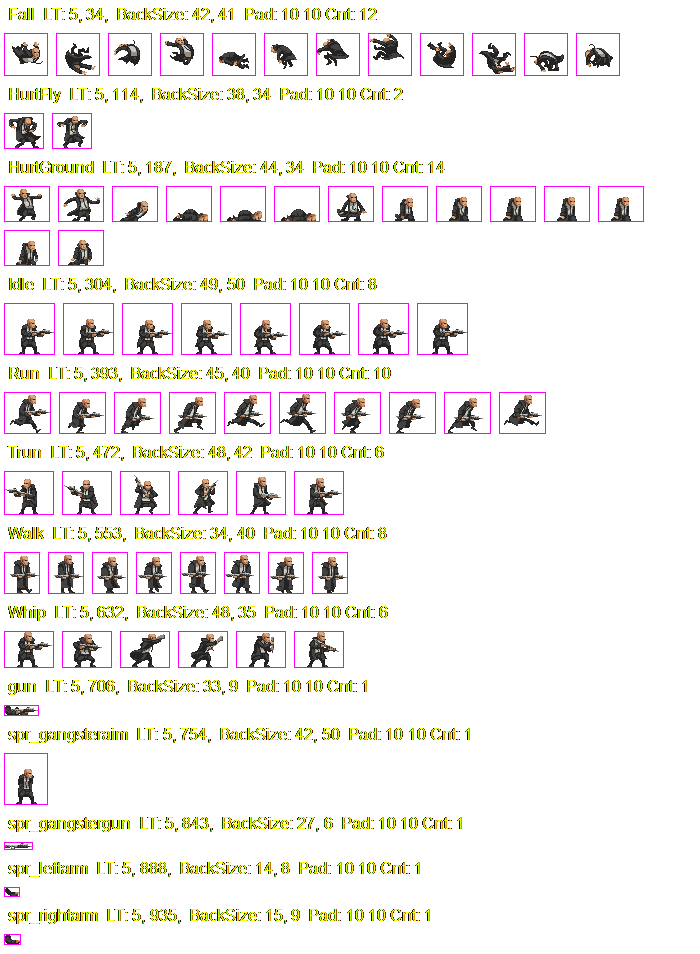 Fall LT: 5, 34, BackSize: 42, 41 Pad: 10 10 Cnt: 12
HurtFly LT: 5, 114, BackSize: 38, 34 Pad: 10 10 Cnt: 2
HurtGround LT: 5, 187, BackSize: 44, 34 Pad: 10 10 Cnt: 14
Idle LT: 5, 304, BackSize: 49, 50 Pad: 10 10 Cnt: 8
Run LT: 5, 393, BackSize: 45, 40 Pad: 10 10 Cnt: 10
Trun LT: 5, 472, BackSize: 48, 42 Pad: 10 10 Cnt: 6
Walk LT: 5, 553, BackSize: 34, 40 Pad: 10 10 Cnt: 8
Whip LT: 5, 632, BackSize: 48, 35 Pad: 10 10 Cnt: 6
gun LT: 5, 706, BackSize: 33, 9 Pad: 10 10 Cnt: 1
spr_gangsteraim LT: 5, 754, BackSize: 42, 50 Pad: 10 10 Cnt: 1
spr_gangstergun LT: 5, 843, BackSize: 27, 6 Pad: 10 10 Cnt: 1
spr_leftarm LT: 5, 888, BackSize: 14, 8 Pad: 10 10 Cnt: 1
spr_rightarm LT: 5, 935, BackSize: 15, 9 Pad: 10 10 Cnt: 1